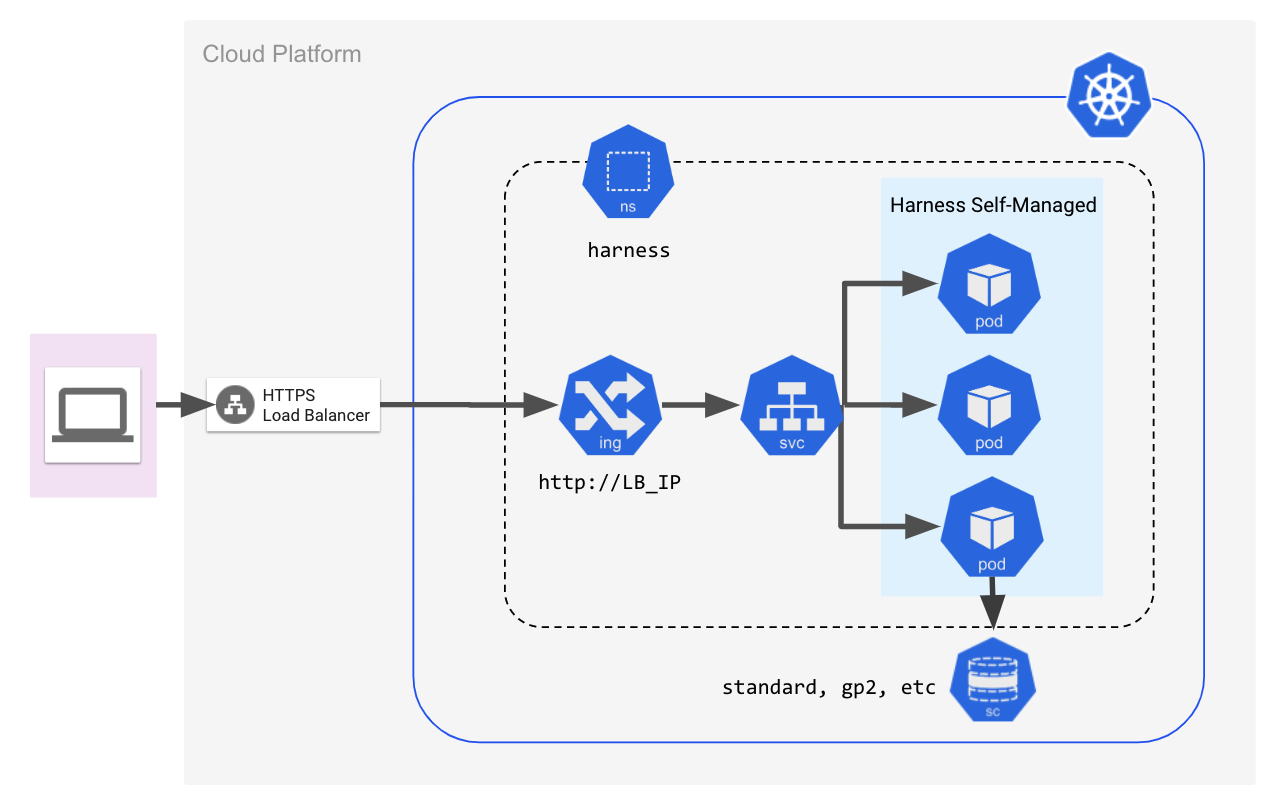 Cloud Platform
ns
harness
Harness Self-Managed
pod
HTTPS
Load Balancer
ing
http://LB_IP
svc
pod
pod
standard, gp2, etc
sc